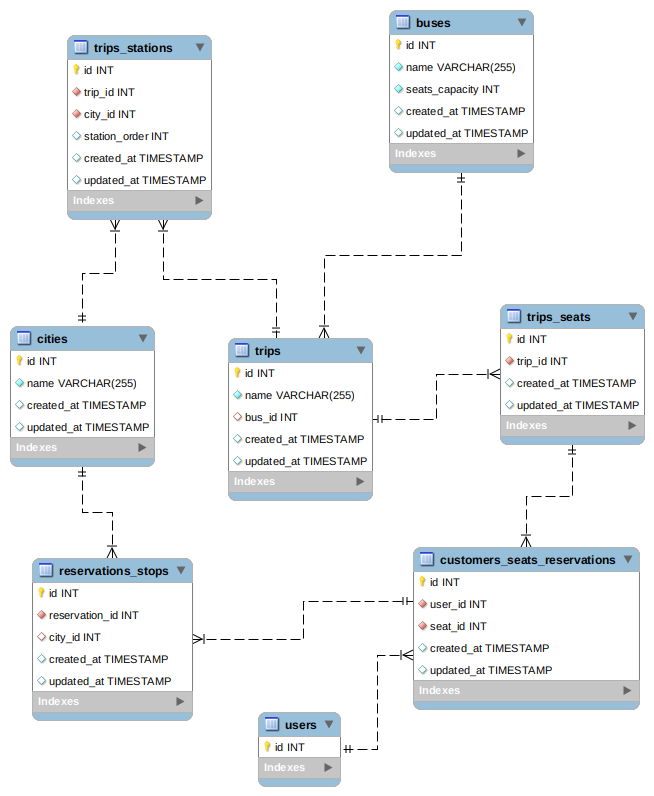 buses
id INT
name VARCHAR(255)
seats_capacity INT
created_at TIMESTAMP
updated_at TIMESTAMP
Indexes
trips_stations
id INT
trip_id INT
city_id INT
station_order INT
created_at TIMESTAMP
updated_at TIMESTAMP
Indexes
trips_seats
id INT
trip_id INT
created_at TIMESTAMP
updated_at TIMESTAMP
Indexes
cities
id INT
name VARCHAR(255)
created_at TIMESTAMP
updated_at TIMESTAMP
Indexes
trips
id INT
name VARCHAR(255)
bus_id INT
created_at TIMESTAMP
updated_at TIMESTAMP
Indexes
reservations_stops
id INT
reservation_id INT
city_id INT
created_at TIMESTAMP
updated_at TIMESTAMP
Indexes
customers_seats_reservations
id INT
user_id INT
seat_id INT
created_at TIMESTAMP
updated_at TIMESTAMP
Indexes
users
id INT
Indexes